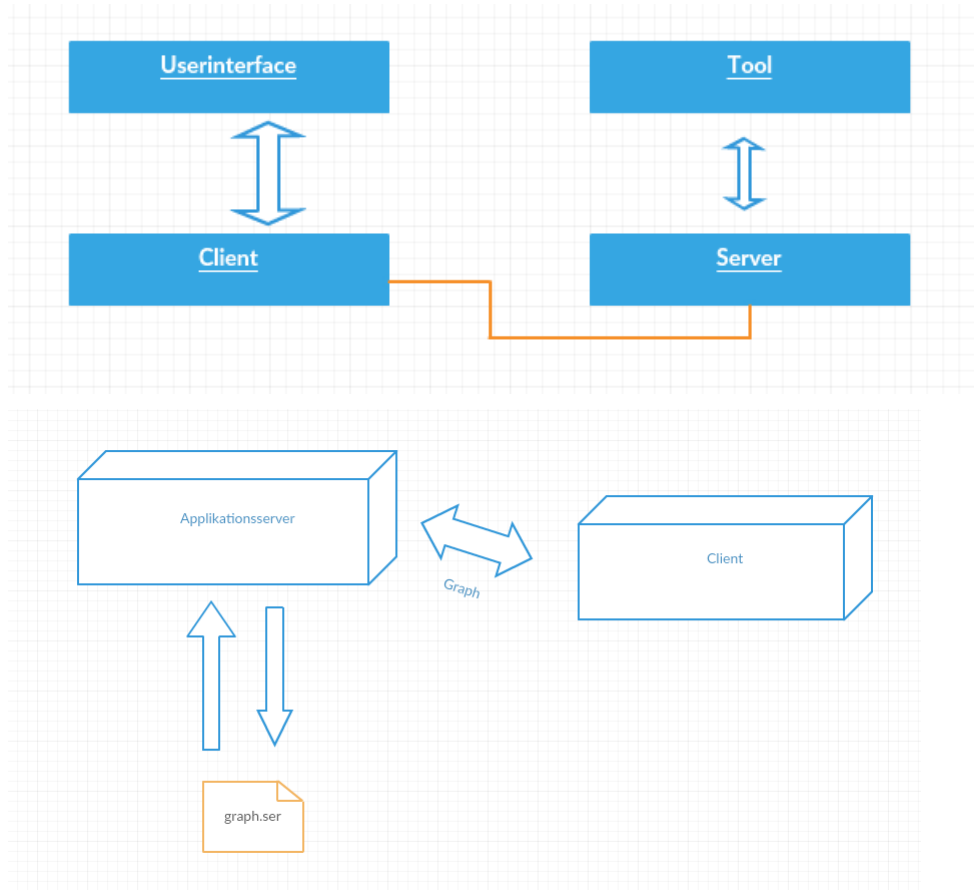 Userinterface
Tool
Client
Server
Applikationsserver
Client
Graph
graph.ser